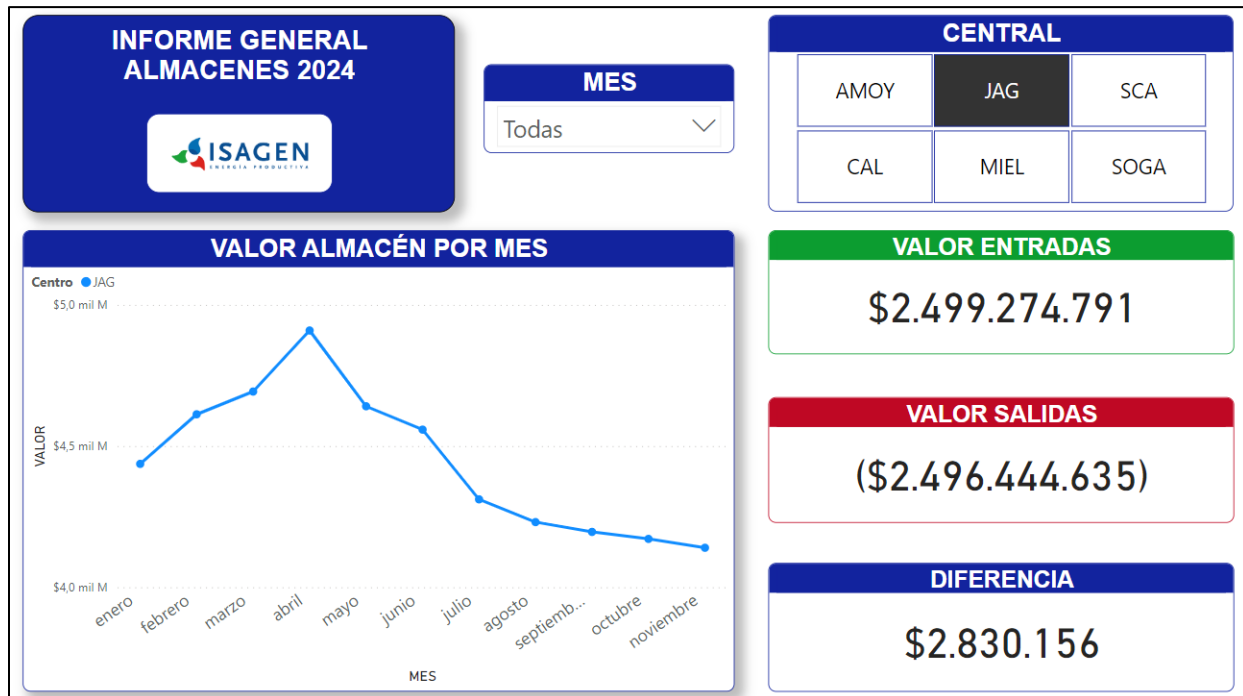 INFORME GENERAL
ALMACENES 2024
ISAGEN
ENERGÍA PRODUCTIVA
MES
Todas
CENTRAL
AMOY
JAG
SCA
CAL
MIEL
SOGA
VALOR ALMACÉN POR MES
Centro JAG
$5,0 mil M
$4,5 mil M
$4,0 mil M
VALOR
enero
febrero
marzo
abril
mayo
junio
julio
agosto
septiemb...
octubre
noviembre
MES
VALOR ENTRADAS
$2.499.274.791
VALOR SALIDAS
($2.496.444.635)
DIFERENCIA
$2.830.156